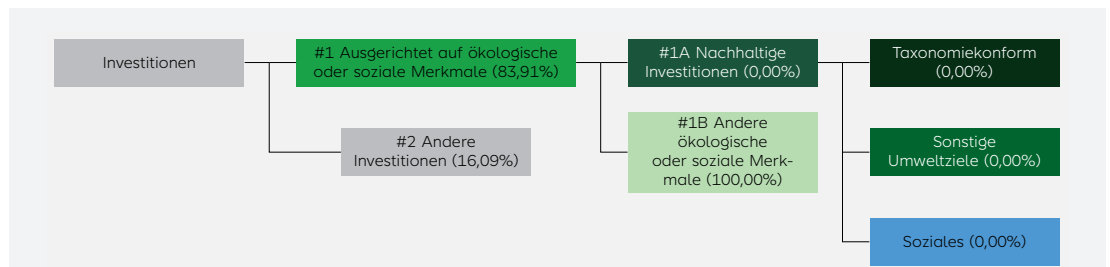 Investitionen
#1 Ausgerichtet auf ökologische
oder soziale Merkmale (83,91%)
#2 Andere
Investitionen (16,09%)
#1A Nachhaltige
Investitionen (0,00%)
#1B Andere
ökologische
oder soziale Merk-
male (100,00%)
Taxonomiekonform
(0,00%)
Sonstige
Umweltziele (0,00%)
Soziales (0,00%)